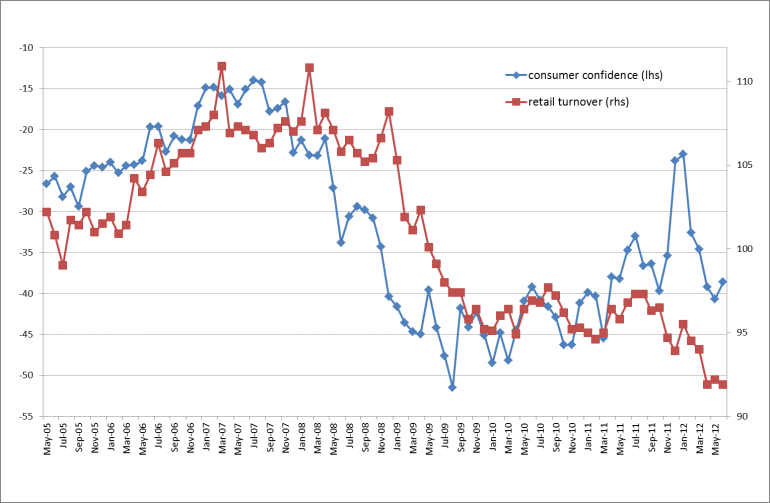 consumer confidence (lhs)
retail turnover (rhs)
-10
-15
-20
-25
-30
-35
-40
-45
-50
-55
110
105
100
95
90
May-05
Jul-05
Sep-05
Nov-05
Jan-06
Mar-06
May-06
Jul-06
Sep-06
Nov-06
Jan-07
Mar-07
May-07
Jul-07
Sep-07
Nov-07
Jan-08
Mar-08
May-08
Jul-08
Sep-08
Nov-08
Jan-09
Mar-09
May-09
Jul-09
Sep-09
Nov-09
Jan-10
Mar-10
May-10
Jul-10
Sep-10
Nov-10
Jan-11
Mar-11
May-11
Jul-11
Sep-11
Nov-11
Jan-12
Mar-12
May-12